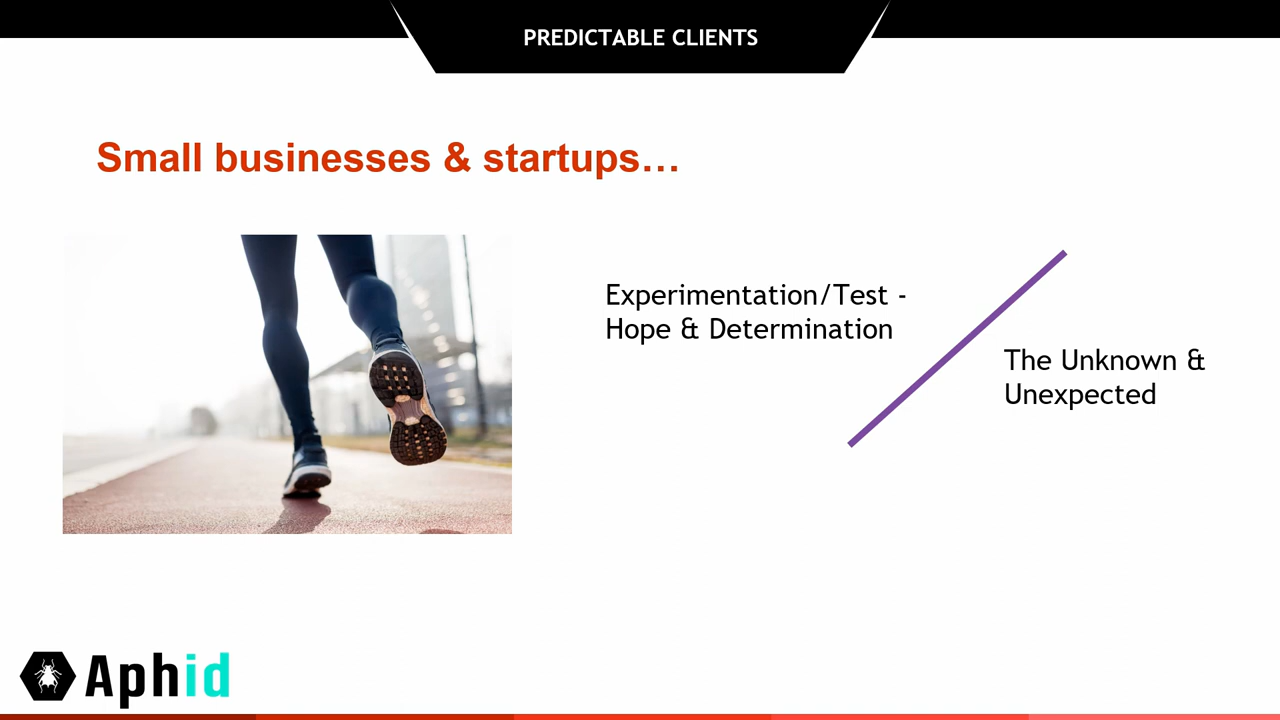 PREDICTABLE CLIENTS
Small businesses & startups…
Experimentation/Test -
Hope & Determination
The Unknown &
Unexpected
Aphid